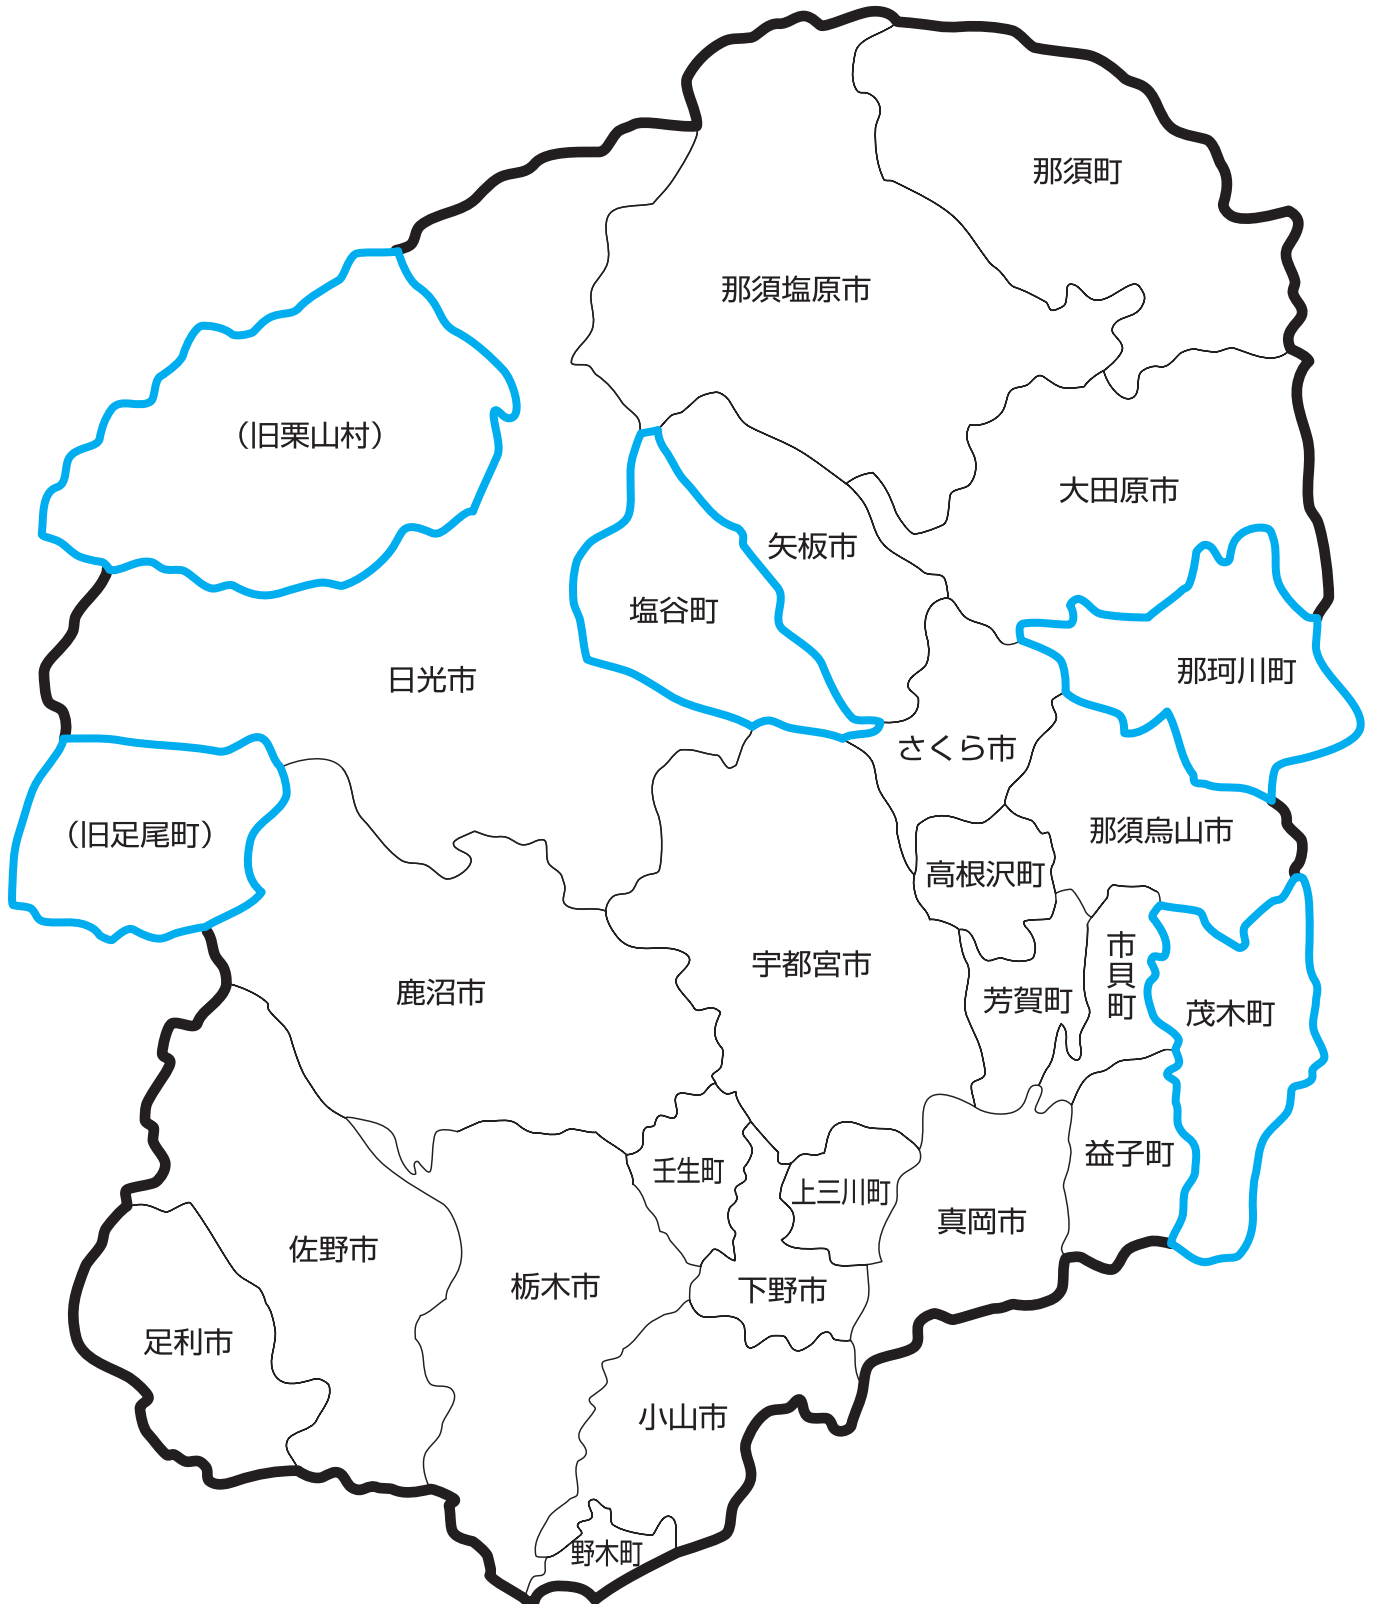 那須町
那須塩原市
（旧栗山村）
大田原市
矢板市
塩谷町
那珂川町
日光市
さくら市
那須烏山市
（旧足尾町）
高根沢町
市貝町
宇都宮市
鹿沼市
芳賀町
茂木町
益子町
壬生町
上三川町
真岡市
佐野市
栃木市
下野市
足利市
小山市
野木町